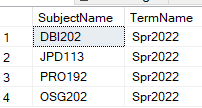 SubjectName TermName
1 DBI202 Spr2022
2 JPD113 Spr2022
3 PRO192 Spr2022
4 OSG202 Spr2022